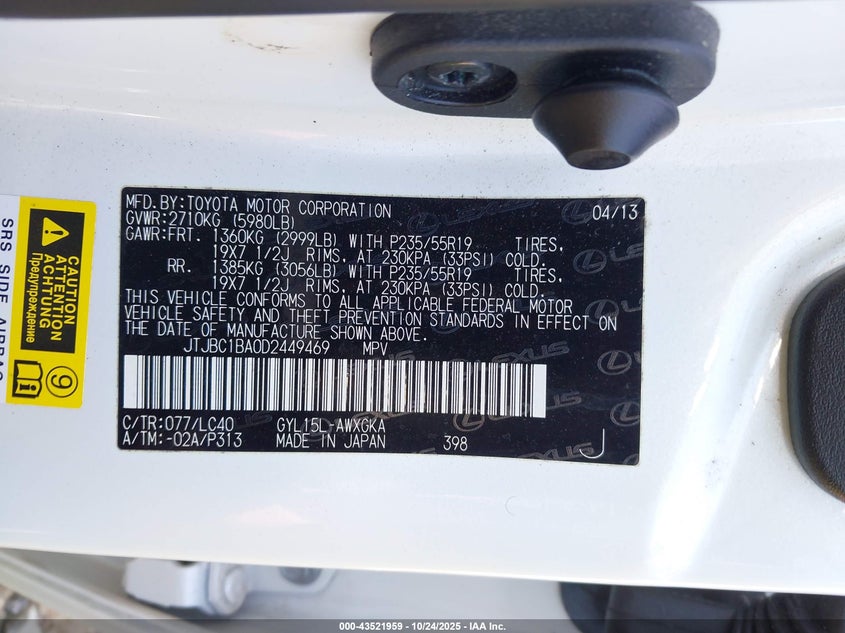 MFD.BY:TOYOTA MOTOR CORPORATION 04/13
GVWR:2710KG (5980LB)
GAWR:FRT. 1360KG (2999LB) WITH P235/55R19 TIRES,
19X7 1/2J RIMS, AT 230KPA (33PSI) COLD.
RR. 1385KG (3056LB) WITH P235/55R19 TIRES,
19X7 1/2J RIMS, AT 230KPA (33PSI) COLD.
THIS VEHICLE CONFORMS TO ALL APPLICABLE FEDERAL MOTOR
VEHICLE SAFETY AND THEFT PREVENTION STANDARDS IN EFFECT ON
THE DATE OF MANUFACTURE SHOWN ABOVE.
JTJBC1BA0D2449469 MPV
C/TR:077/LC40 GYL15L-AWXGKA
A/TM:-02A/P313 MADE IN JAPAN 398 J
LEXUS
CAUTION
ATTENTION
ACHTUNG
Предупреждение
9
SRS SIDE AIRBAG
000-43521959 - 10/24/2025 - IAA Inc.